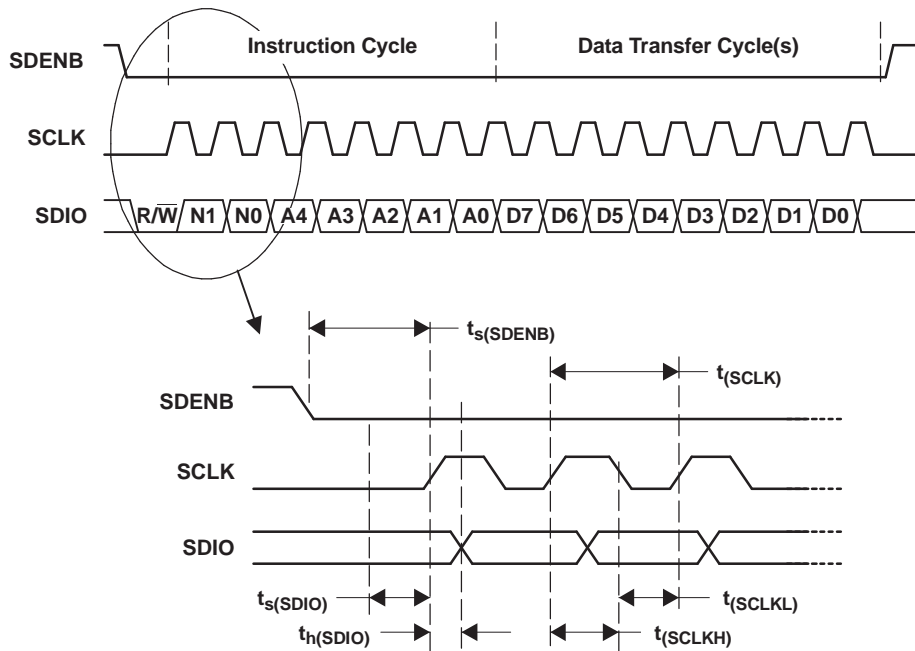 Instruction Cycle Data Transfer Cycle(s)
SDENB
SCLK
SDIO R/W̅ N1 N0 A4 A3 A2 A1 A0 D7 D6 D5 D4 D3 D2 D1 D0
ts(SDENB)
t(SCLK)
SDENB
SCLK
SDIO
ts(SDIO) t(SCLKL)
th(SDIO) t(SCLKH)